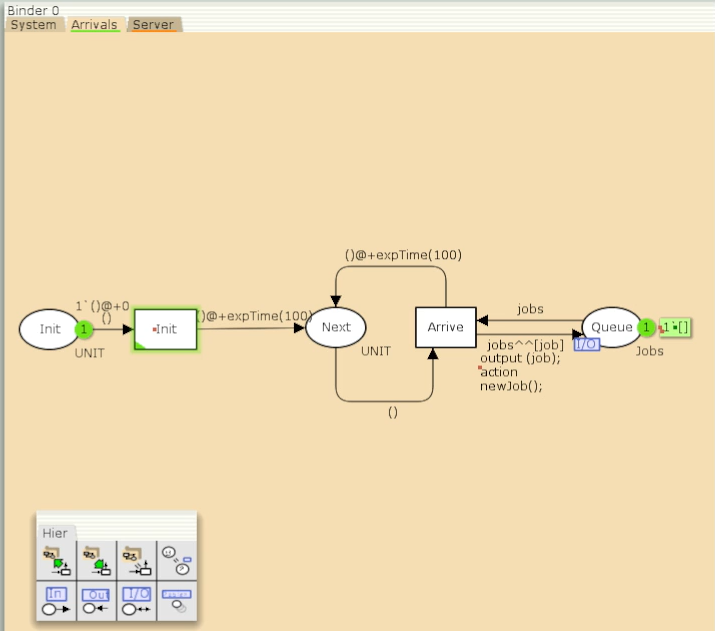 Binder 0
System Arrivals Server
()@+expTime(100)
1`()@+0
()
Init 1
UNIT
Init
()@+expTime(100)
Next
UNIT
Arrive
jobs
jobs^^[job]
Queue 1 1`[]
I/O
Jobs
output (job);
action
newJob();
()
Hier
In Out I/O